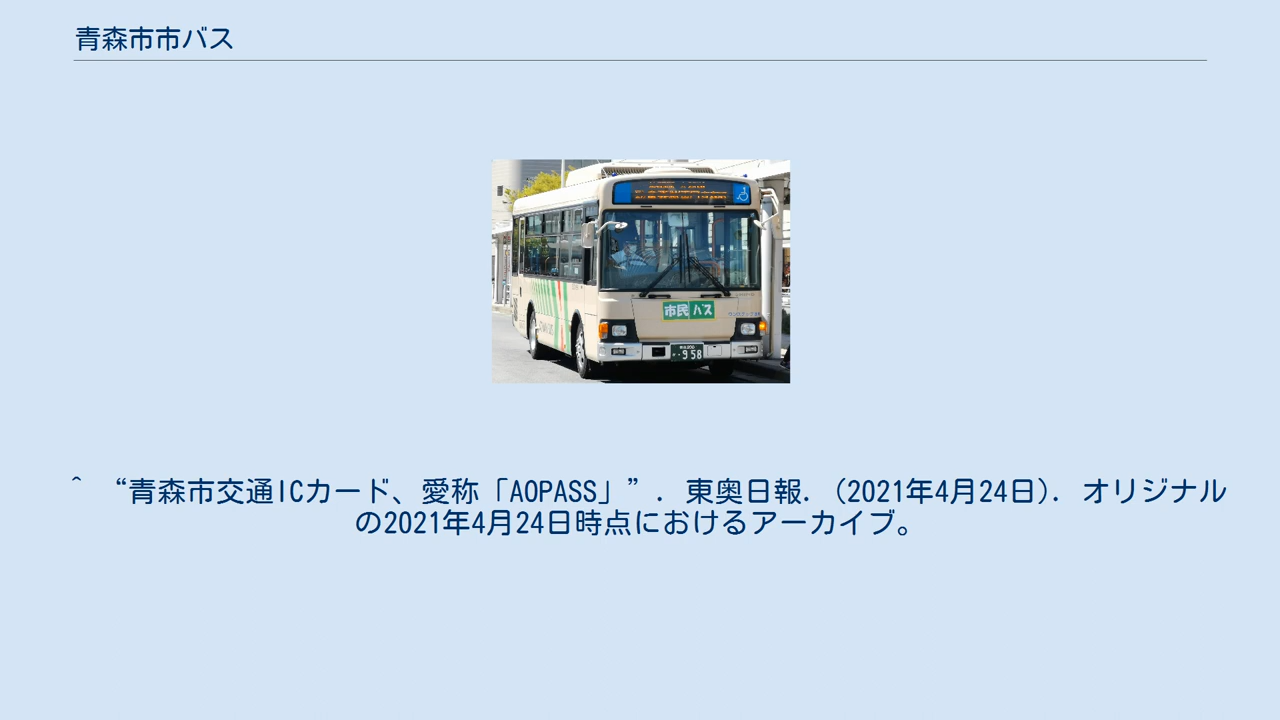 青森市市バス
市民バス
958
^ “青森市交通ICカード、愛称「AOPASS」”. 東奥日報. (2021年4月24日). オリジナル
の2021年4月24日時点におけるアーカイブ。